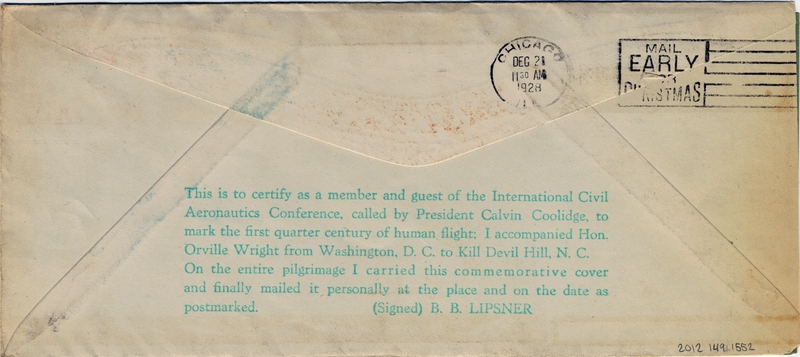 CHICAGO
DEC 21
11 30 AM
1928
MAIL
EARLY
FOR
CHRISTMAS
This is to certify as a member and guest of the International Civil
Aeronautics Conference, called by President Calvin Coolidge, to
mark the first quarter century of human flight; I accompanied Hon.
Orville Wright from Washington, D. C. to Kill Devil Hill, N. C.
On the entire pilgrimage I carried this commemorative cover
and finally mailed it personally at the place and on the date as
postmarked. (Signed) B. B. LIPSNER
2012 149.1552